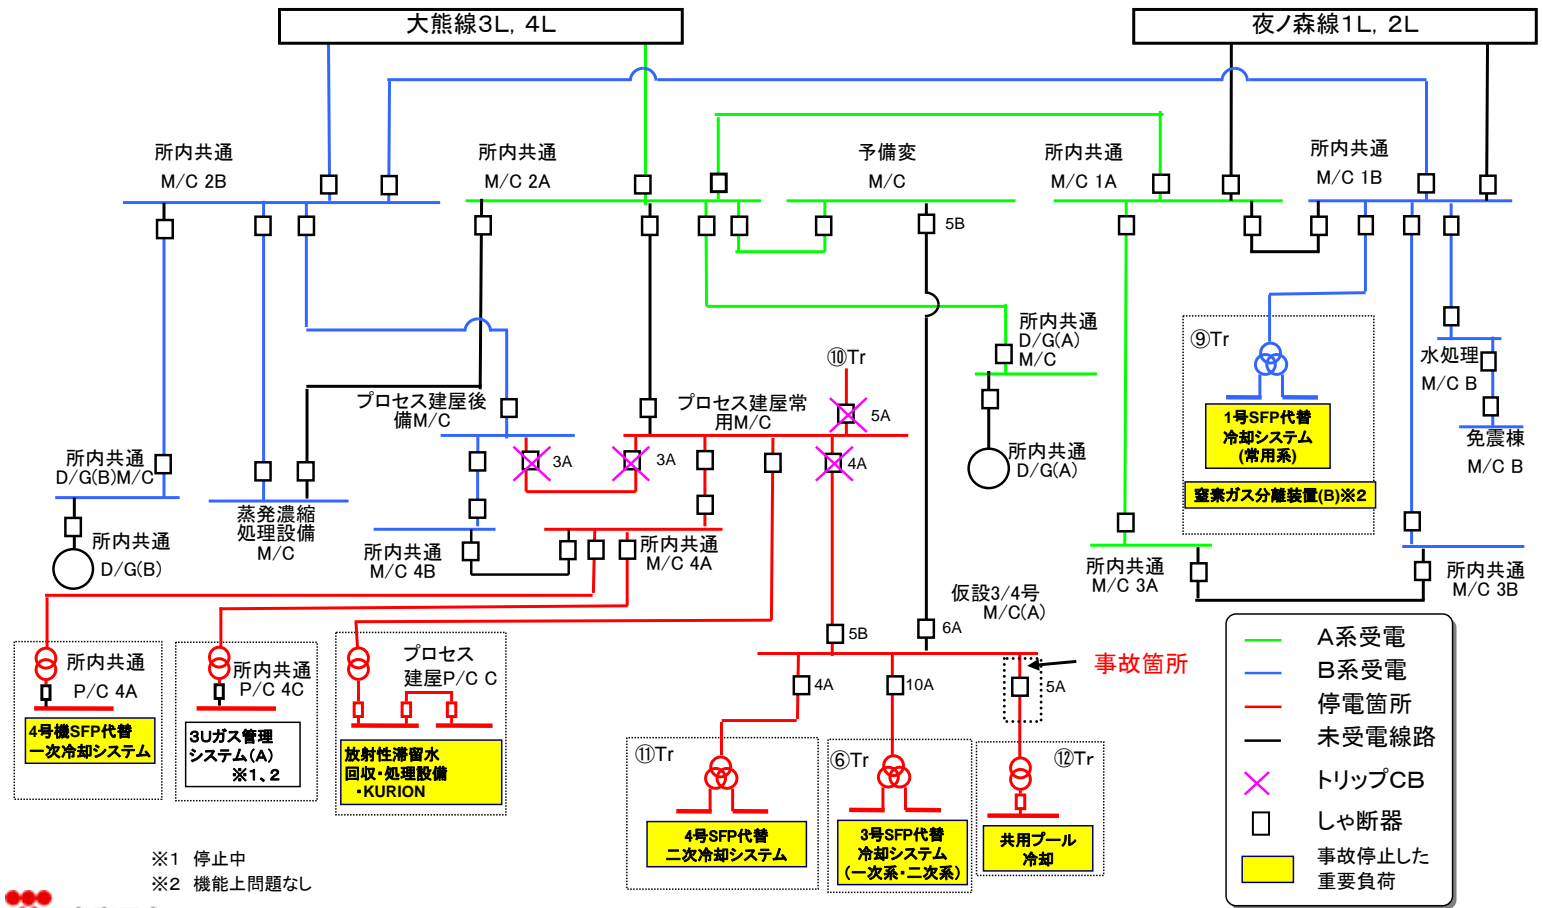 大熊線3L, 4L
夜ノ森線1L, 2L
所内共通
M/C 2B
所内共通
M/C 2A
予備変
M/C
所内共通
M/C 1A
所内共通
M/C 1B
5B
所内共通
D/G(A)
M/C
⑩Tr
5A
⑨Tr
1号SFP代替
冷却システム
(常用系)
窒素ガス分離装置(B)※2
水処理
M/C B
免震棟
M/C B
プロセス建屋後
備M/C
プロセス建屋常
用M/C
3A
3A
4A
所内共通
D/G(A)
所内共通
D/G(B)M/C
蒸発濃縮
処理設備
M/C
所内共通
D/G(B)
所内共通
M/C 4B
所内共通
M/C 4A
所内共通
M/C 3A
所内共通
M/C 3B
仮設3/4号
M/C(A)
5B
6A
4A
10A
5A
事故箇所
所内共通
P/C 4A
4号機SFP代替
一次冷却システム
所内共通
P/C 4C
3Uガス管理
システム(A)
※1、2
プロセス
建屋P/C C
放射性滞留水
回収・処理設備
・KURION
⑪Tr
4号SFP代替
二次冷却システム
⑥Tr
3号SFP代替
冷却システム
(一次系・二次系)
⑫Tr
共用プール
冷却
A系受電
B系受電
停電箇所
未受電線路
トリップCB
しゃ断器
事故停止した
重要負荷
※1 停止中
※2 機能上問題なし